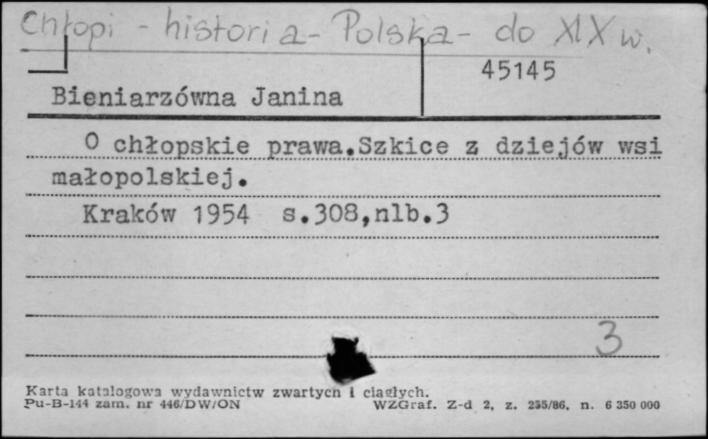 Chłopi - historia - Polska - do XIX w.
45145
Bieniarzówna Janina
O chłopskie prawa.Szkice z dziejów wsi
małopolskiej.
Kraków 1954 s.308,nlb.3
3
Karta katalogowa wydawnictw zwartych i ciągłych.
Pu-B-144 zam. nr 446/DW/ON WZGraf. Z-d 2, z. 255/86, n. 6 350 000